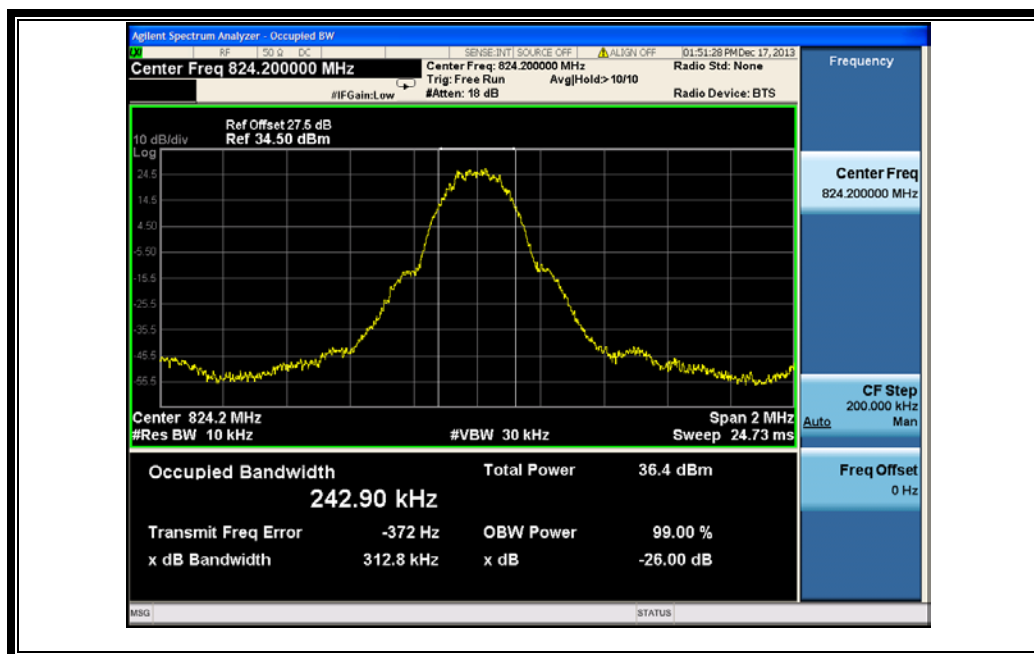 Agilent Spectrum Analyzer - Occupied BW
RF 50 Ω DC SENSE:INT SOURCE OFF ALIGN OFF 01:51:28 PM Dec 17, 2013
Center Freq 824.200000 MHz
Center Freq: 824.200000 MHz Radio Std: None
Trig: Free Run Avg|Hold:> 10/10
#IFGain:Low #Atten: 18 dB Radio Device: BTS
Ref Offset 27.5 dB
10 dB/div Ref 34.50 dBm
Log
24.5
14.5
4.50
-5.50
-15.5
-25.5
-35.5
-45.5
-55.5
Center 824.2 MHz Span 2 MHz
#Res BW 10 kHz #VBW 30 kHz Sweep 24.73 ms
Occupied Bandwidth Total Power 36.4 dBm
242.90 kHz
Transmit Freq Error -372 Hz OBW Power 99.00 %
x dB Bandwidth 312.8 kHz x dB -26.00 dB
MSG STATUS
Frequency
Center Freq
824.200000 MHz
CF Step
200.000 kHz
Auto Man
Freq Offset
0 Hz